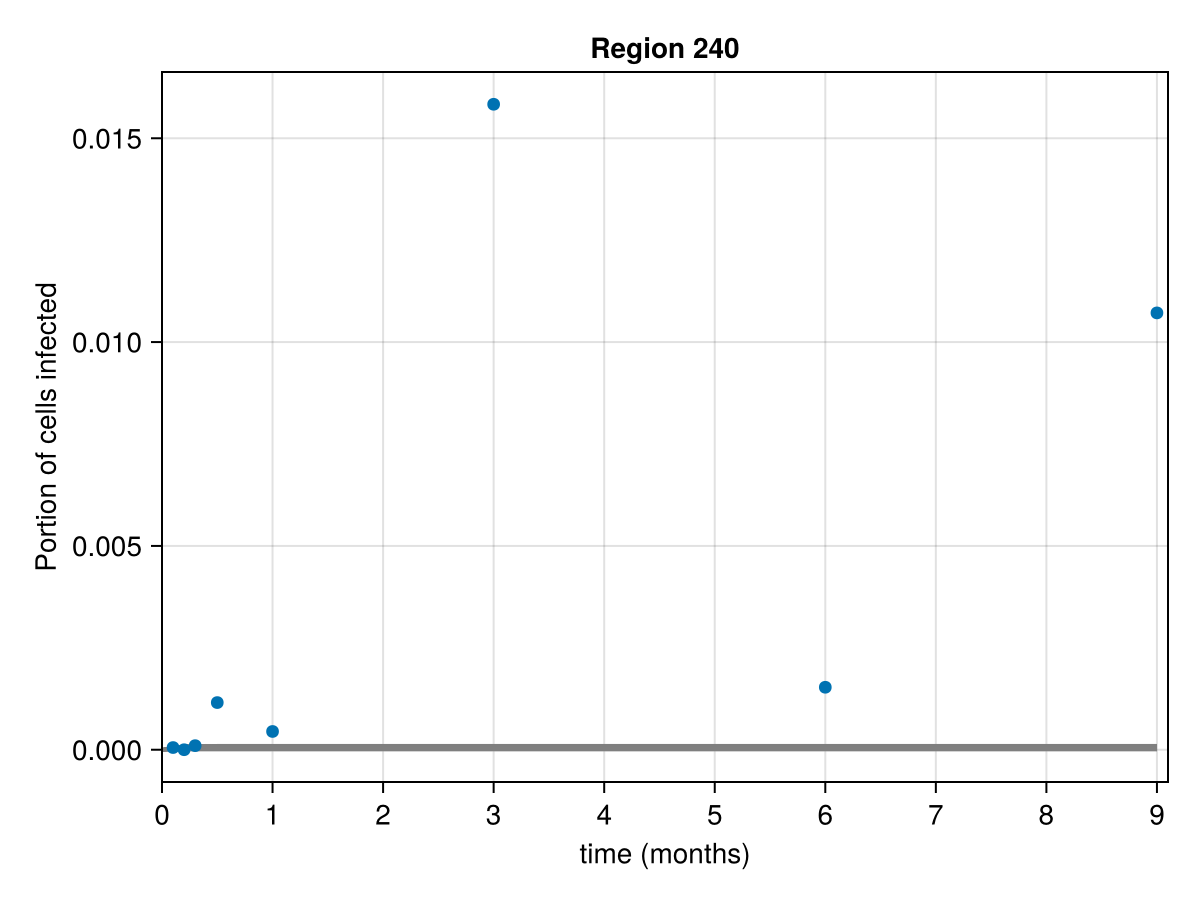 Region 240
0.015
0.010
0.005
0.000
Portion of cells infected
0 1 2 3 4 5 6 7 8 9
time (months)